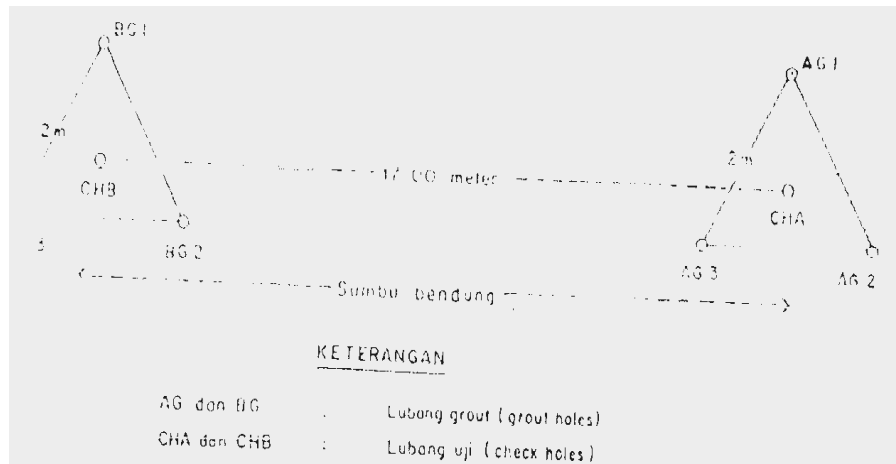 BG1
AG1
2m
2m
17.00 meter
CHB
CHA
3
BG2
AG3
AG2
Sumbu bendung
KETERANGAN
AG dan BG : Lubang grout (grout holes)
CHA dan CHB : Lubang uji (check holes)